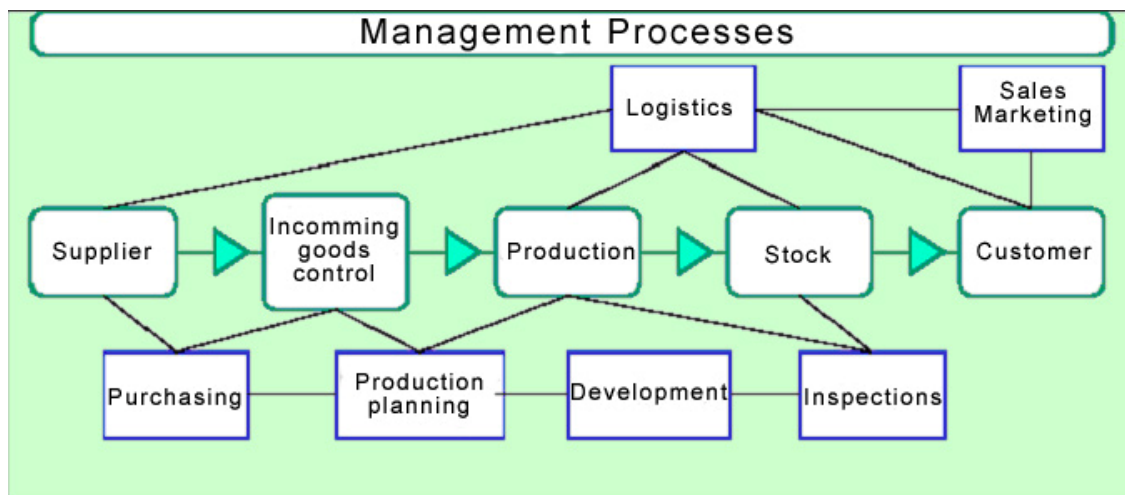 Management Processes
Logistics
Sales
Marketing
Supplier
Incomming
goods
control
Production
Stock
Customer
Purchasing
Production
planning
Development
Inspections